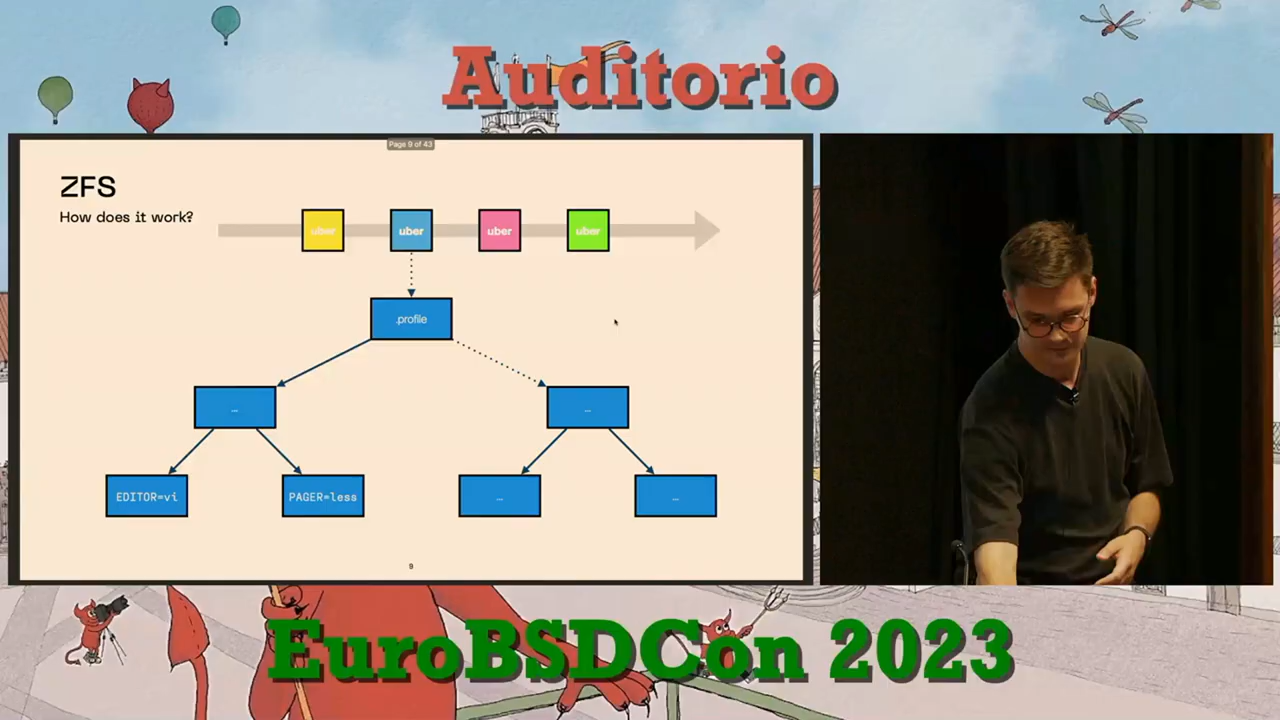 Auditorio
Page 9 of 43
ZFS
How does it work?
uber
uber
uber
uber
.profile
...
...
EDITOR=vi
PAGER=less
...
...
9
EuroBSDCon 2023